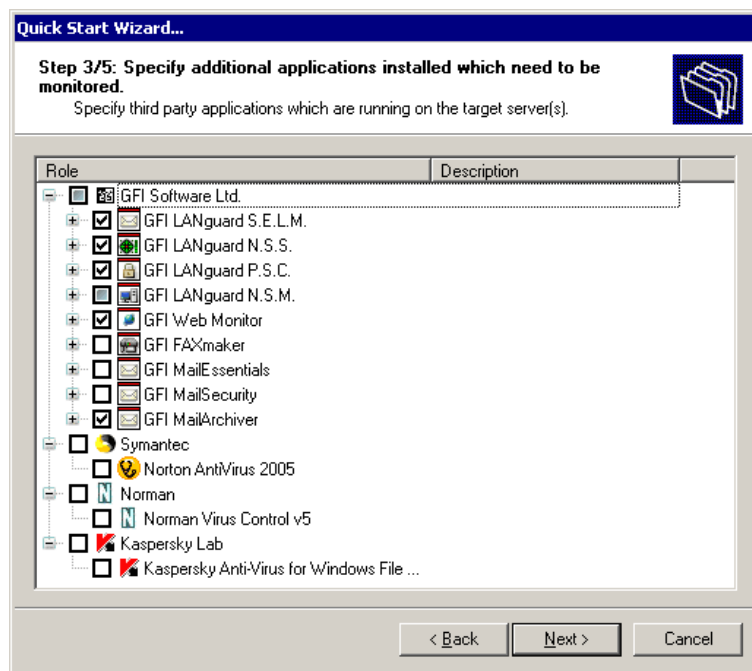 Quick Start Wizard...
Step 3/5: Specify additional applications installed which need to be
monitored.
Specify third party applications which are running on the target server(s).
Role Description
GFI Software Ltd.
GFI LANguard S.E.L.M.
GFI LANguard N.S.S.
GFI LANguard P.S.C.
GFI LANguard N.S.M.
GFI Web Monitor
GFI FAXmaker
GFI MailEssentials
GFI MailSecurity
GFI MailArchiver
Symantec
Norton AntiVirus 2005
Norman
Norman Virus Control v5
Kaspersky Lab
Kaspersky Anti-Virus for Windows File ...
< Back Next > Cancel